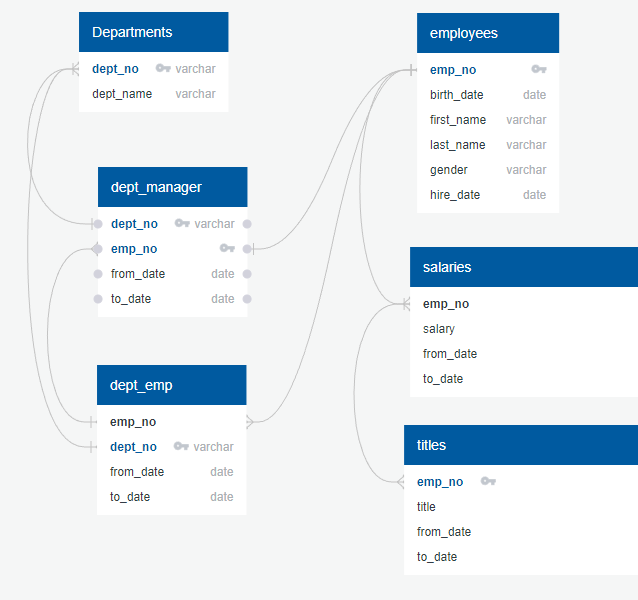 Departments
dept_no varchar
dept_name varchar
dept_manager
dept_no varchar
emp_no
from_date date
to_date date
dept_emp
emp_no
dept_no varchar
from_date date
to_date date
employees
emp_no
birth_date date
first_name varchar
last_name varchar
gender varchar
hire_date date
salaries
emp_no
salary
from_date
to_date
titles
emp_no
title
from_date
to_date